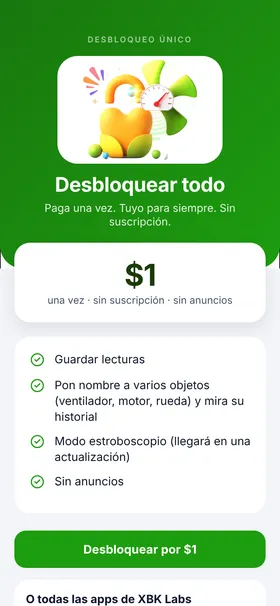 DESBLOQUEO ÚNICO
Desbloquear todo
Paga una vez. Tuyo para siempre. Sin
suscripción.
$1
una vez · sin suscripción · sin anuncios
Guardar lecturas
Pon nombre a varios objetos
(ventilador, motor, rueda) y mira su
historial
Modo estroboscopio (llegará en una
actualización)
Sin anuncios
Desbloquear por $1
O todas las apps de XBK Labs